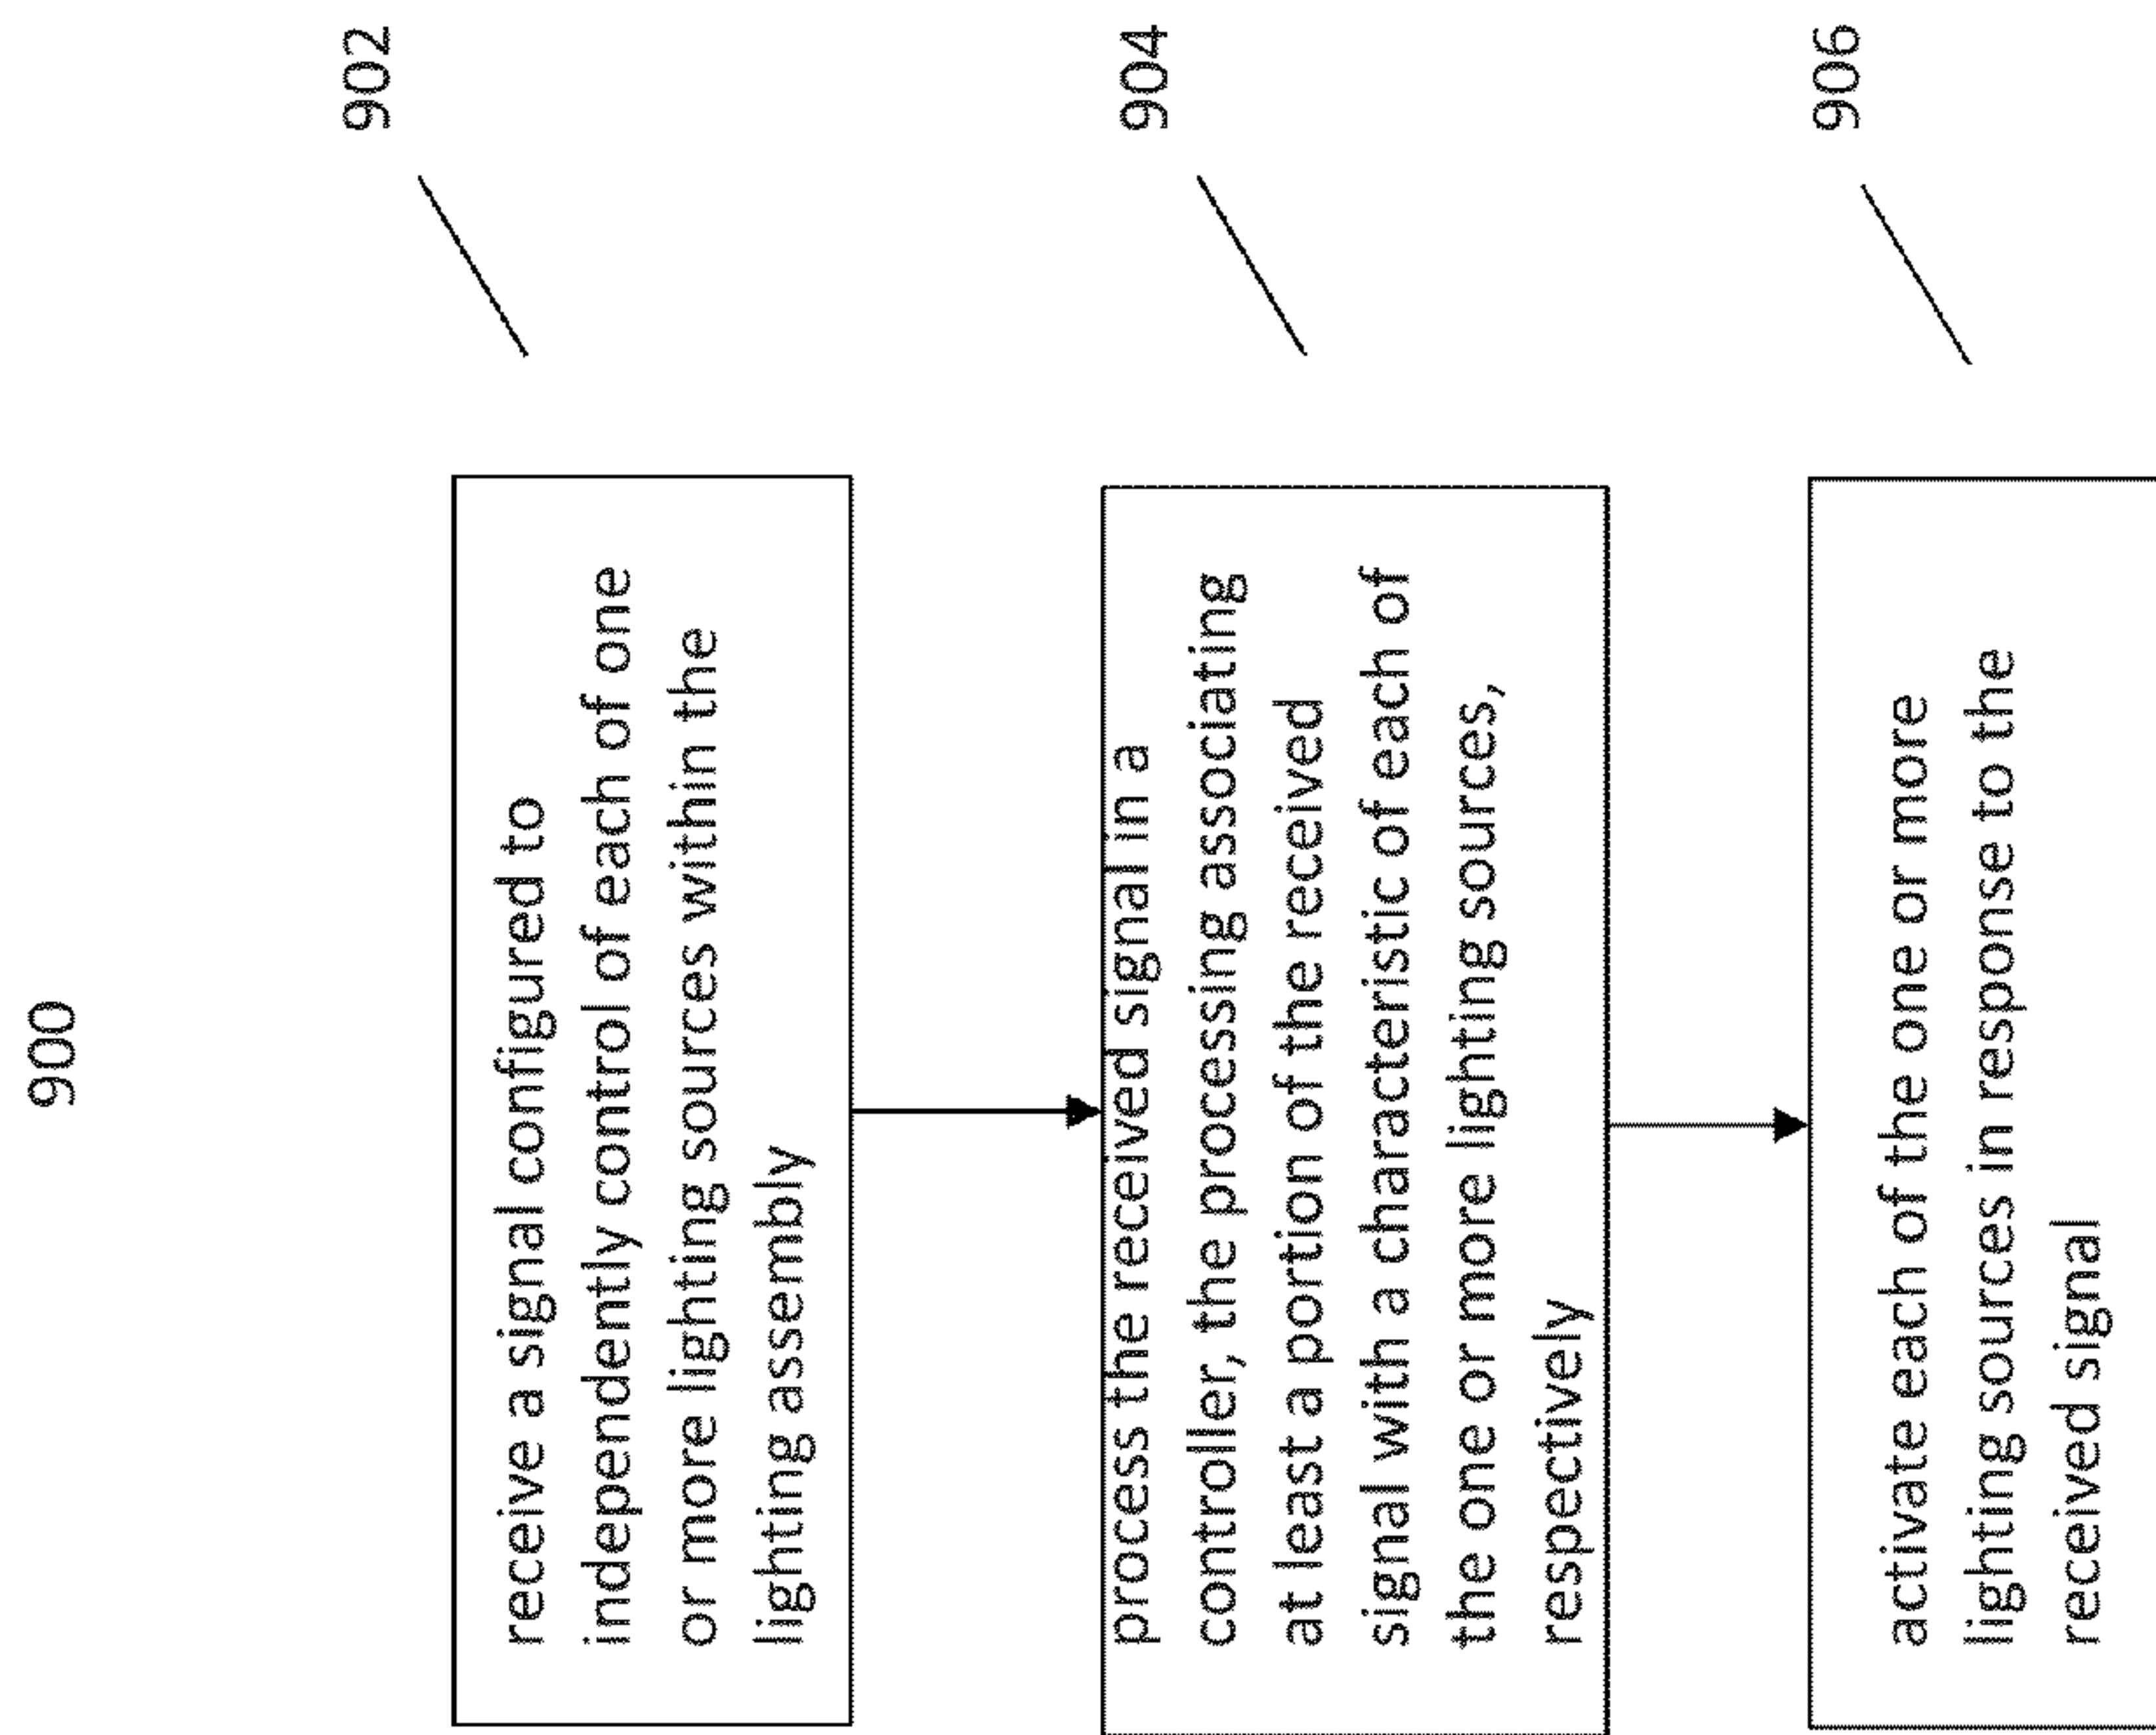 900
902
receive a signal configured to
independently control of each of one
or more lighting sources within the
lighting assembly
904
process the received signal in a
controller, the processing associating
at least a portion of the received
signal with a characteristic of each of
the one or more lighting sources,
respectively
906
activate each of the one or more
lighting sources in response to the
received signal